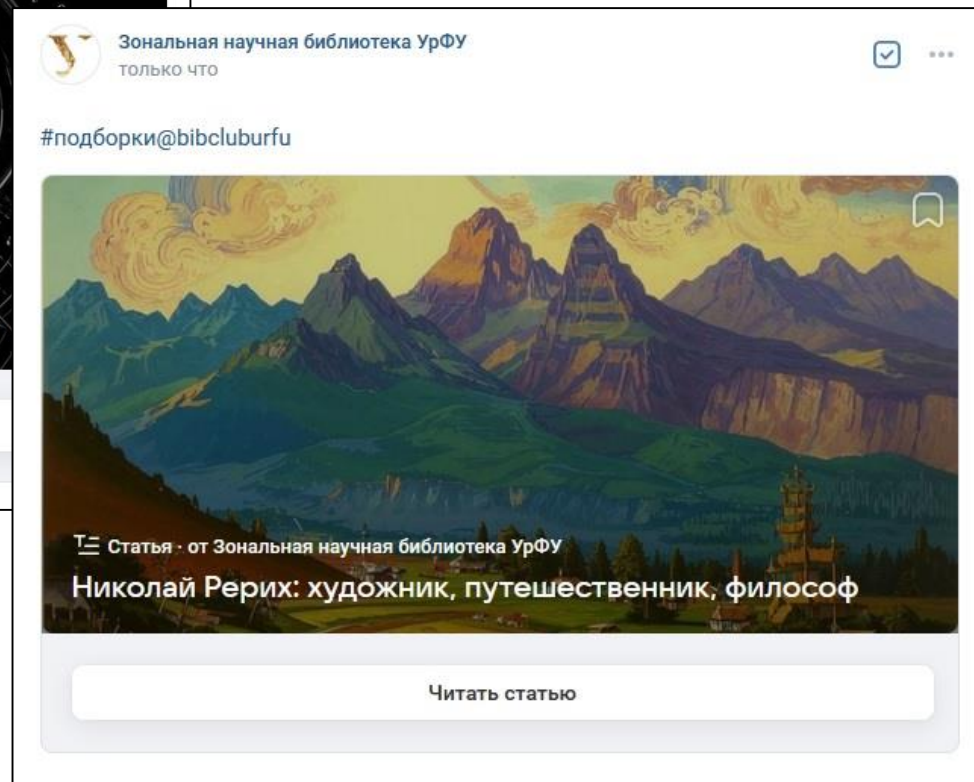 Зональная научная библиотека УрФУ
только что
#подборки@bibcluburfu
Статья · от Зональная научная библиотека УрФУ
Николай Рерих: художник, путешественник, философ
Читать статью